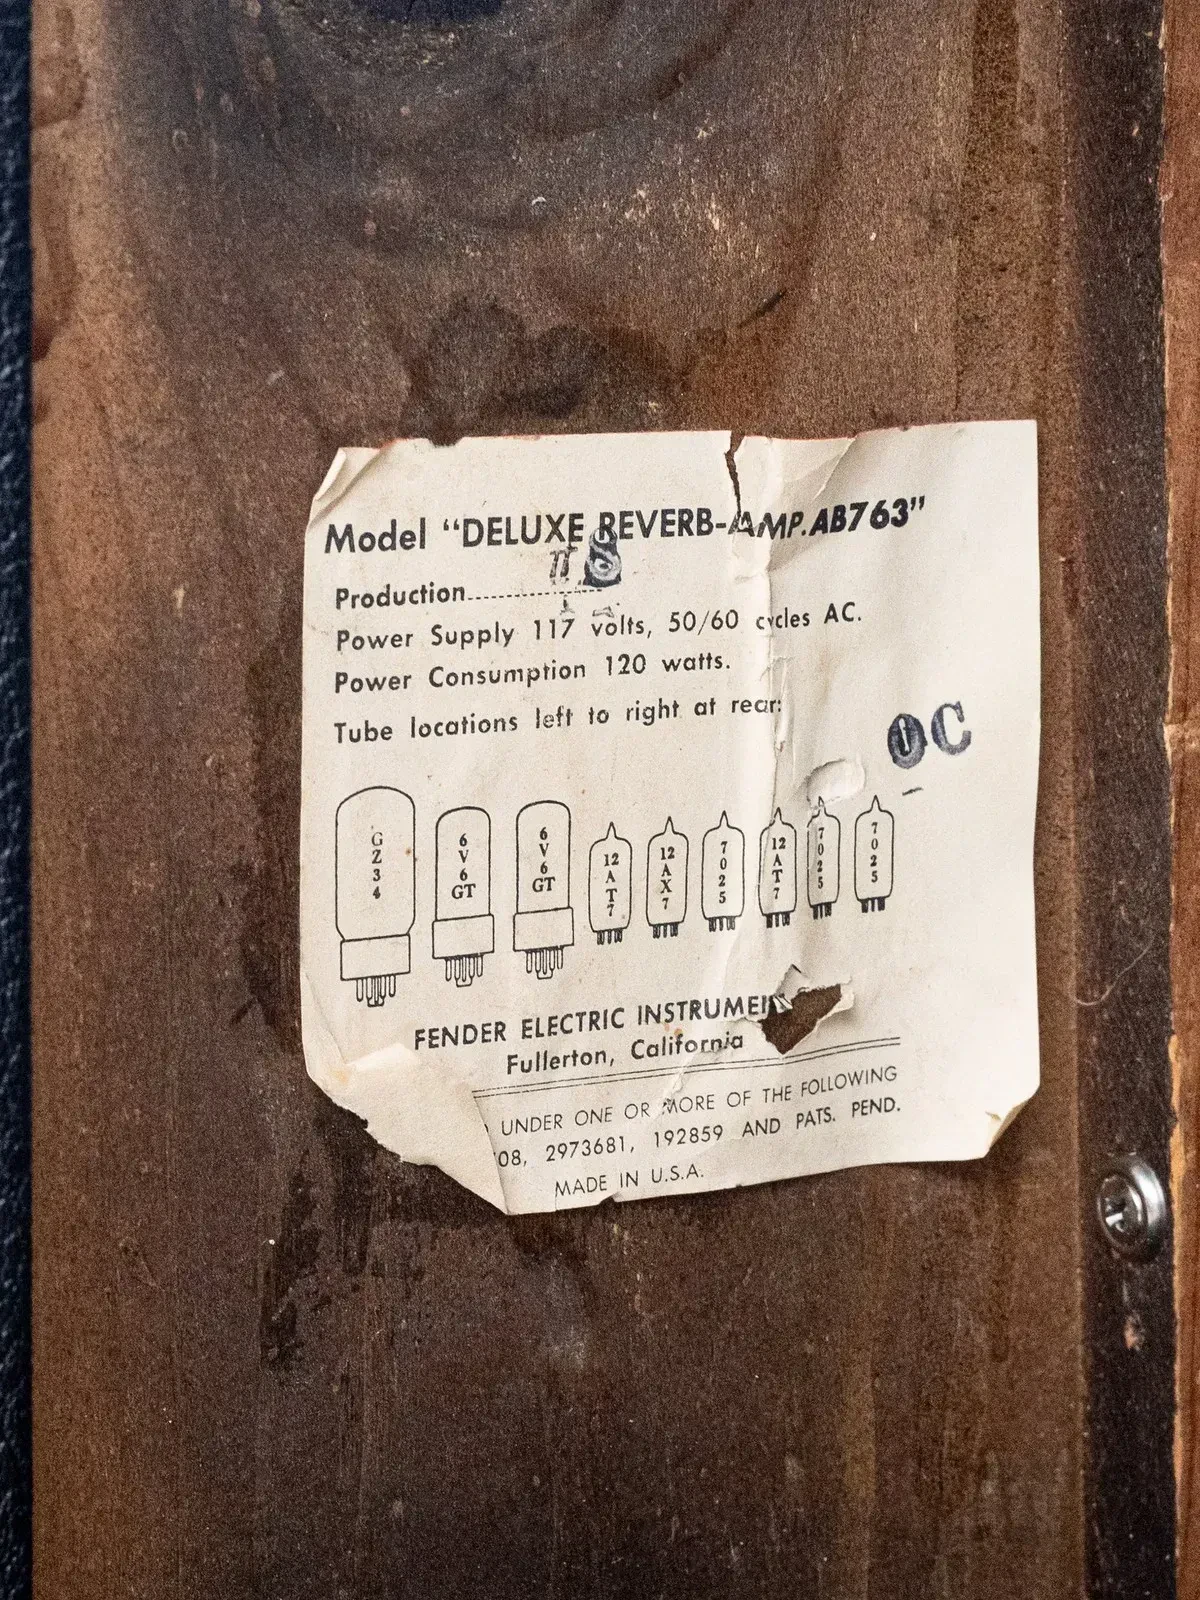 Model “DELUXE REVERB-AMP. AB763”
Production
Power Supply 117 volts, 50/60 cycles AC.
Power Consumption 120 watts.
Tube locations left to right at rear:
OC
GZ34 6V6GT 6V6GT 12AT7 12AX7 7025 12AT7 7025 7025
FENDER ELECTRIC
Fullerton, California
UNDER ONE OR MORE OF THE FOLLOWING
08, 2973681, 192859 AND PATS. PEND.
MADE IN U.S.A.